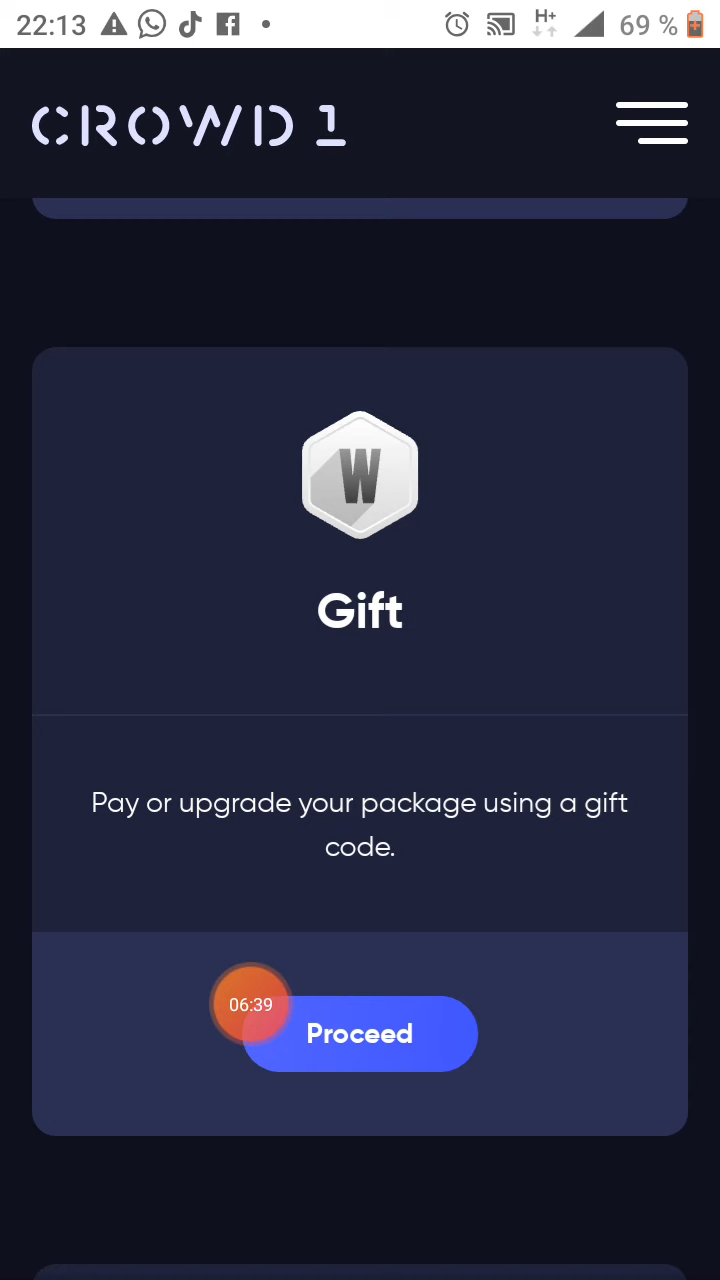 22:13 H+ 69 %
CROWD 1
W
Gift
Pay or upgrade your package using a gift
code.
06:39
Proceed